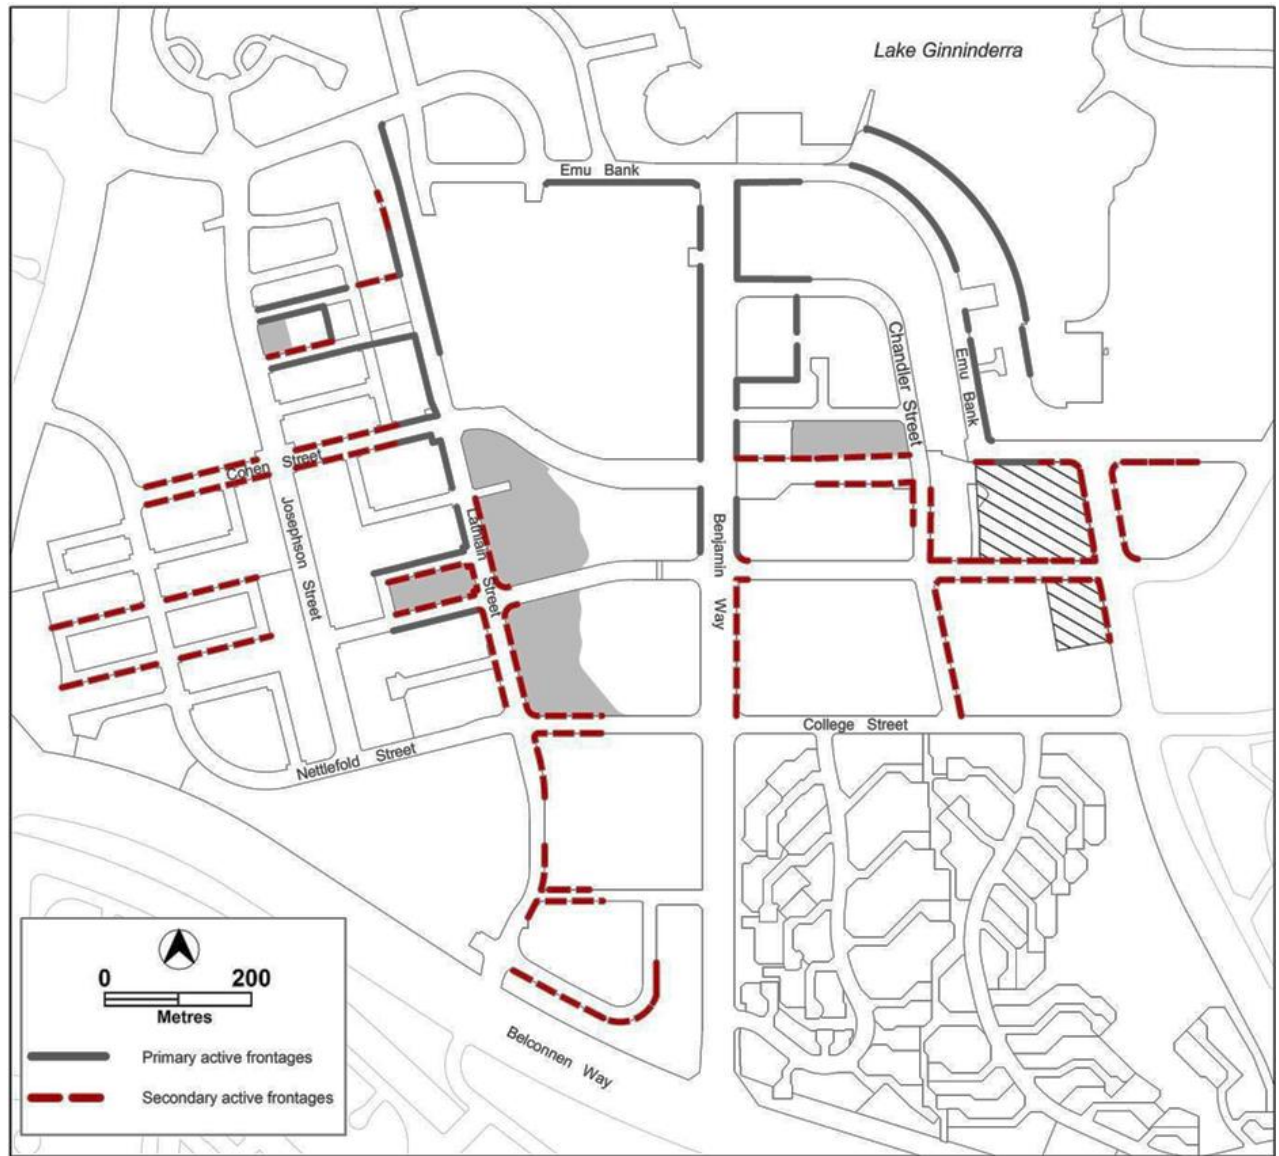 Lake Ginninderra
Emu Bank
Chandler Street
Emu Bank
Cohen Street
Josephson Street
Lathlain Street
Benjamin Way
College Street
Nettlefold Street
Belconnen Way
0 200
Metres
Primary active frontages
Secondary active frontages